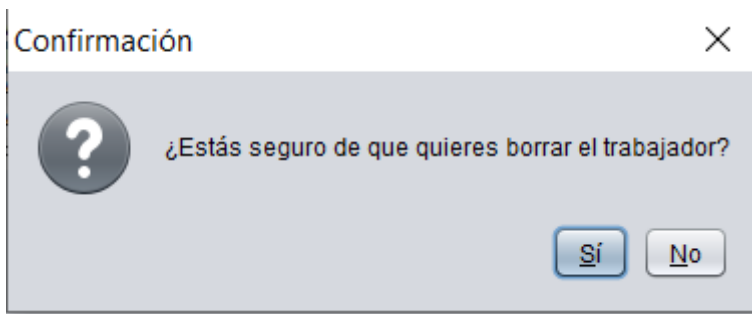 Confirmación
¿Estás seguro de que quieres borrar el trabajador?
Sí
No